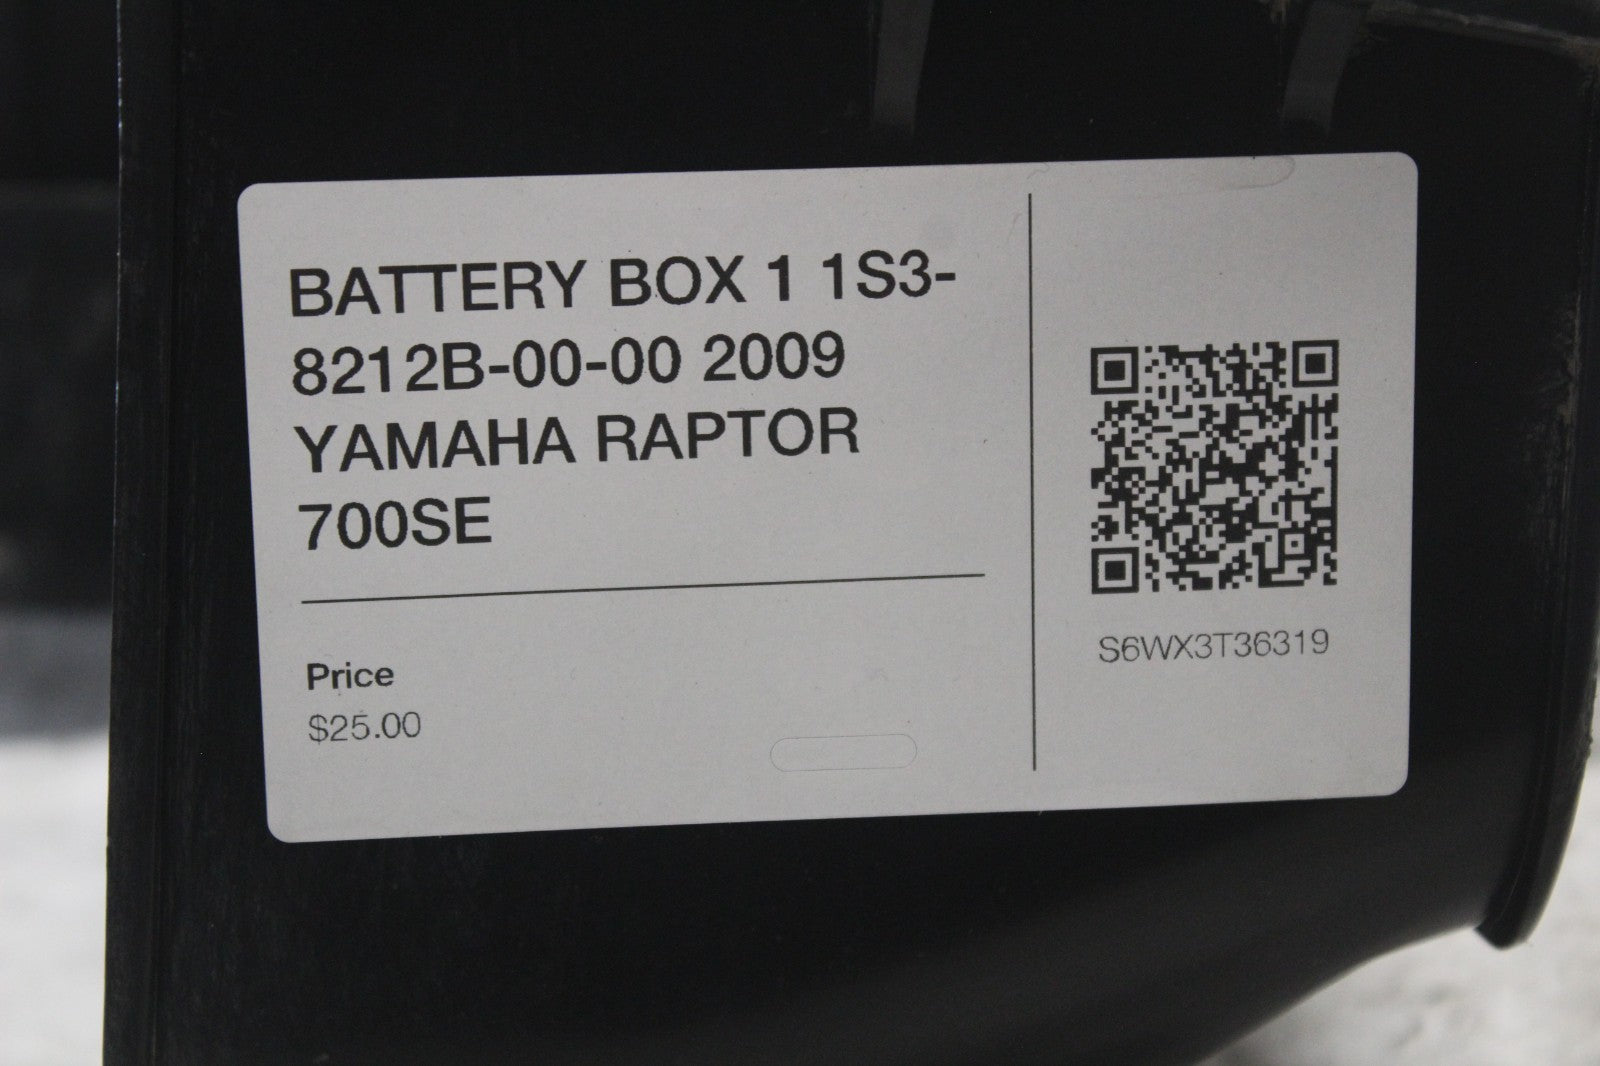 BATTERY BOX 1 1S3-
8212B-00-00 2009
YAMAHA RAPTOR
700SE
Price
$25.00
S6WX3T36319